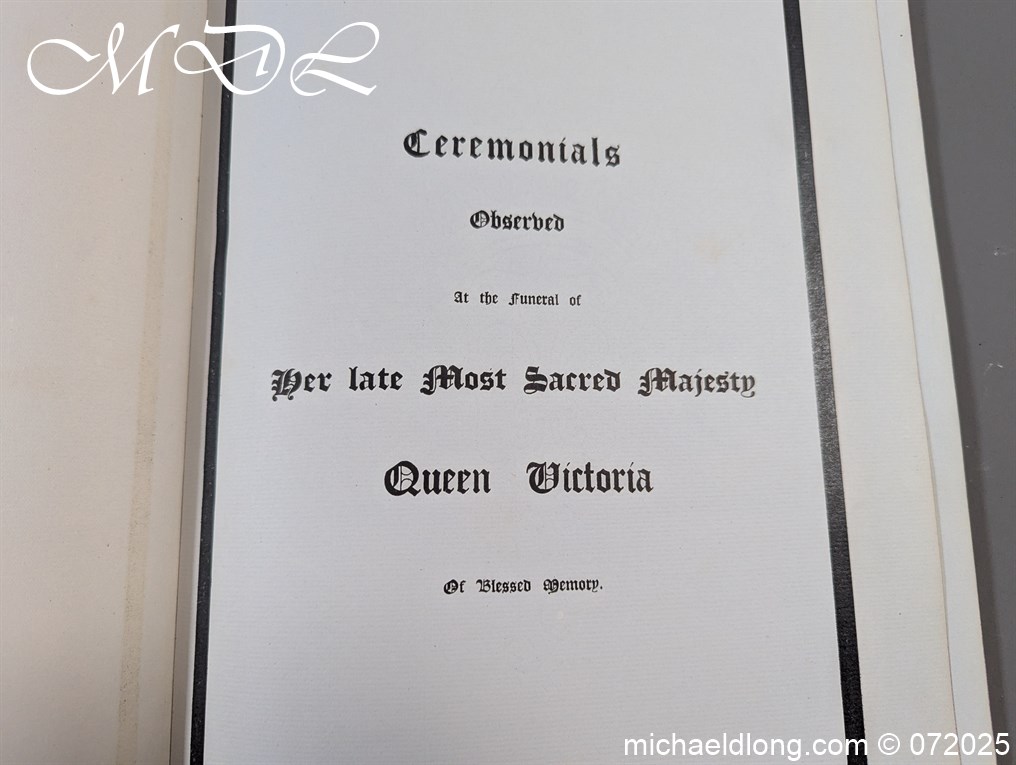 MDL
Ceremonials
Observed
At the Funeral of
Her late Most Sacred Majesty
Queen Victoria
Of Blessed Memory.
michaeldlong.com © 072025